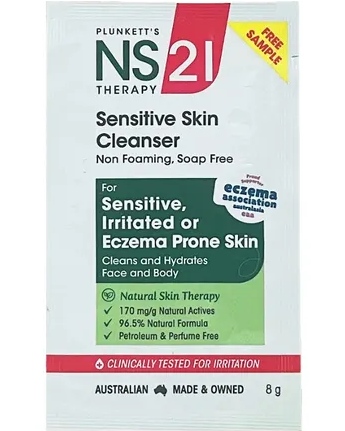 PLUNKETT'S
NS21
THERAPY
FREE
SAMPLE
Sensitive Skin
Cleanser
Non Foaming, Soap Free
For
Sensitive,
Irritated or
Eczema Prone Skin
Cleans and Hydrates
Face and Body
Proud
Supporter
eczema
association
australasia
eaa
Natural Skin Therapy
✓ 170 mg/g Natural Actives
✓ 96.5% Natural Formula
✓ Petroleum & Perfume Free
CLINICALLY TESTED FOR IRRITATION
AUSTRALIAN MADE & OWNED
8 g